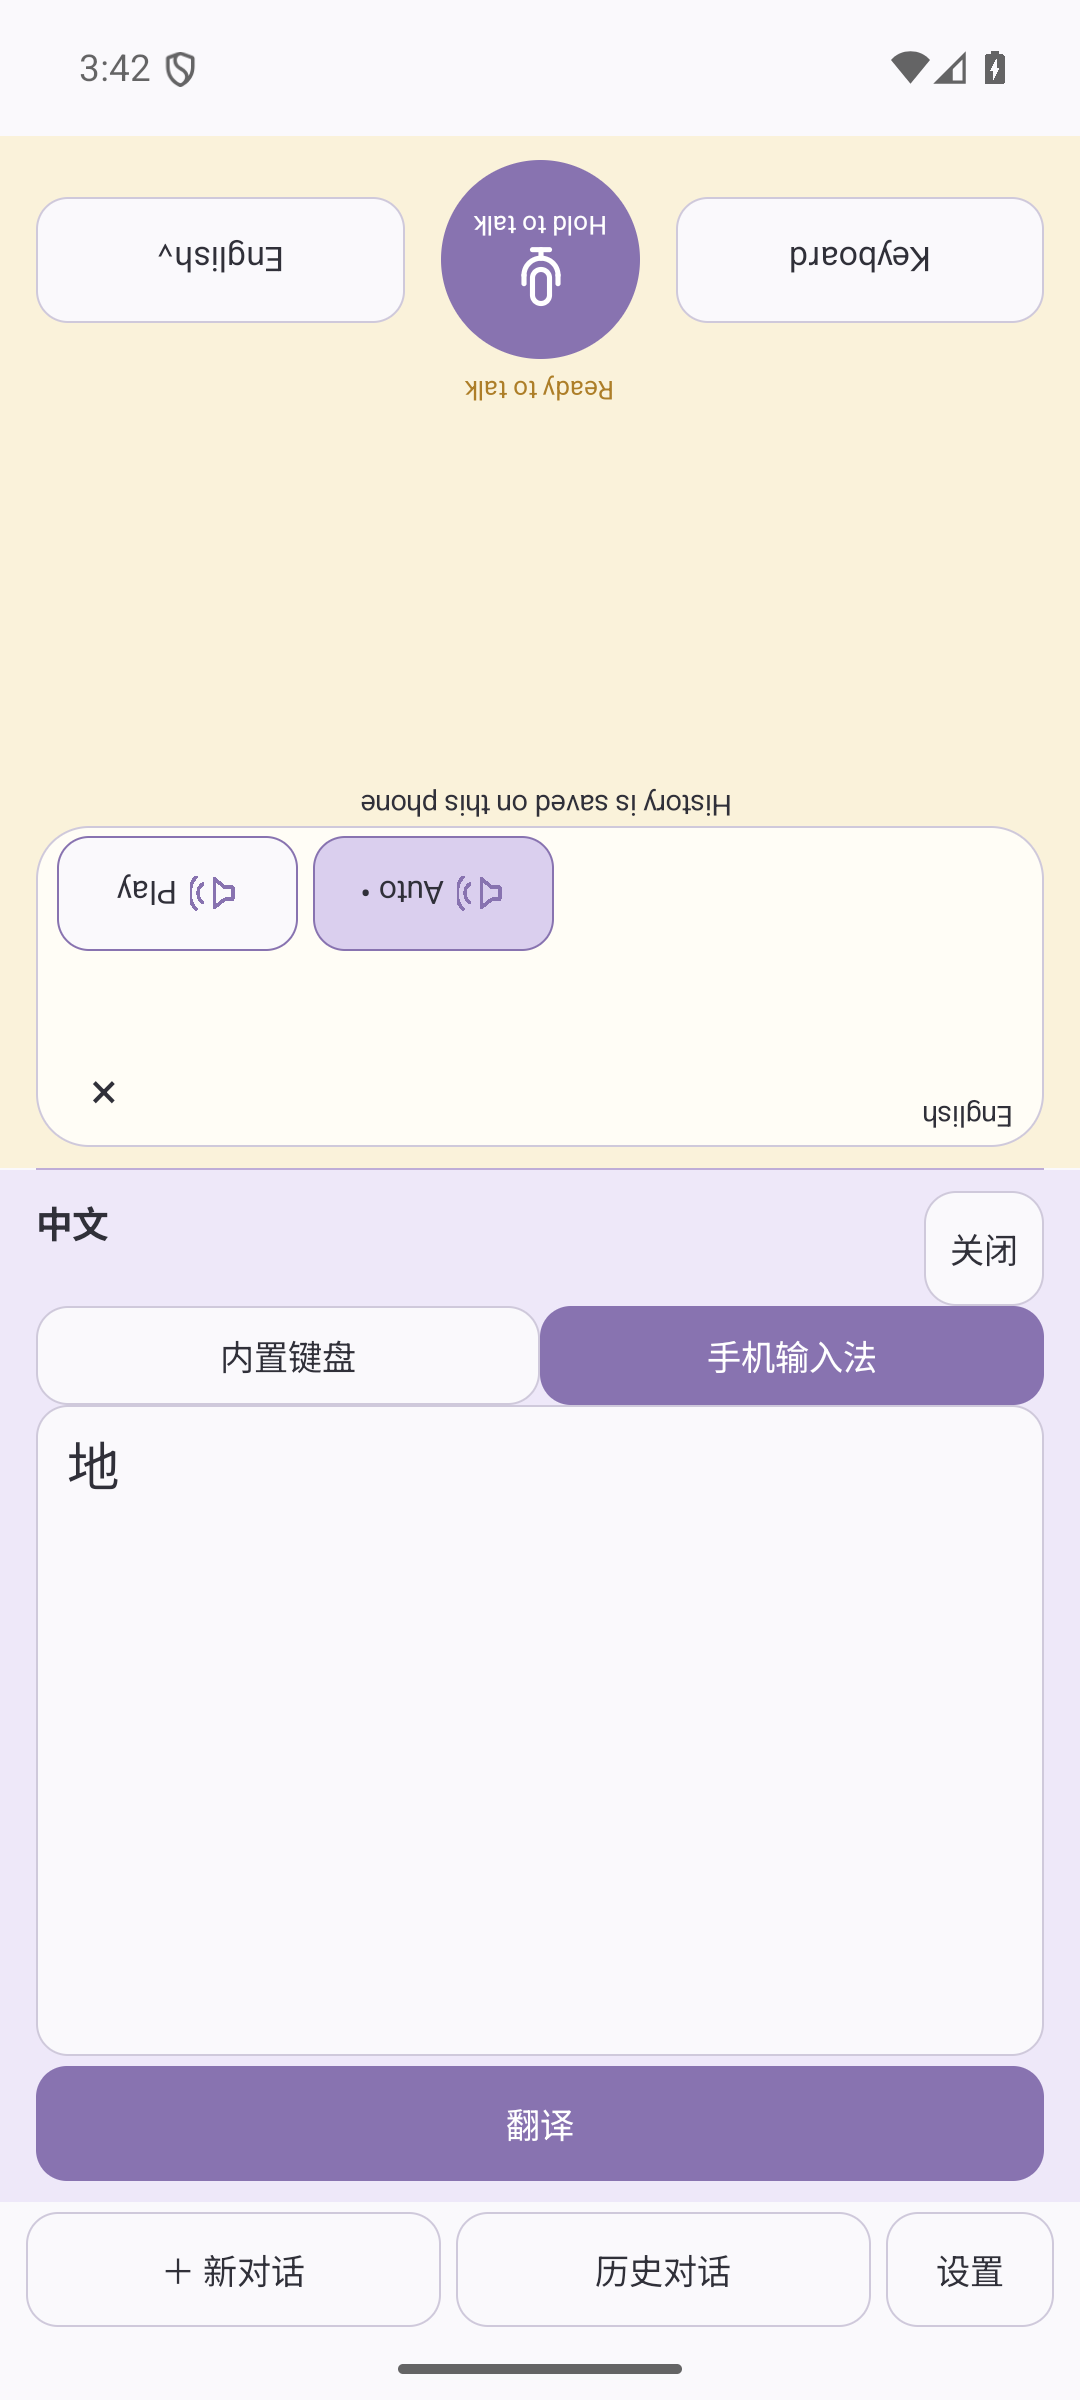 3:42
English^
Hold to talk
Keyboard
Ready to talk
History is saved on this phone
Play
Auto •
×
English
中文
关闭
内置键盘
手机输入法
地
翻译
＋ 新对话
历史对话
设置